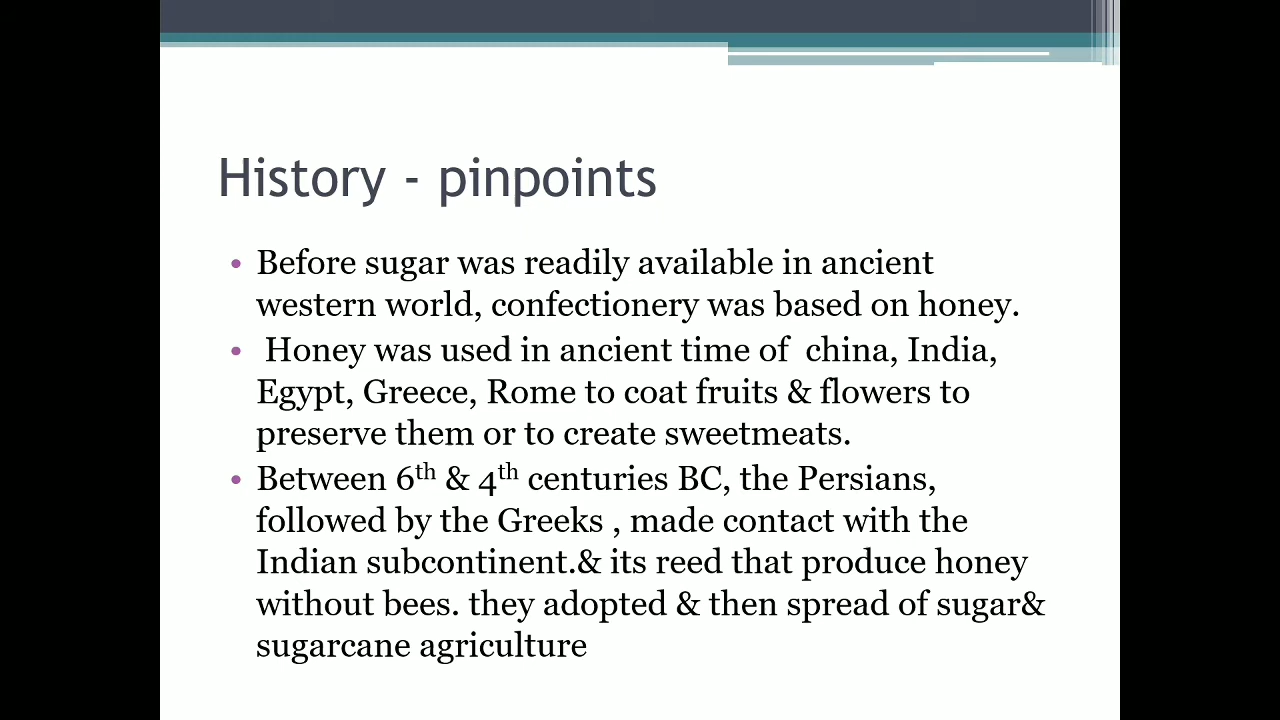 History - pinpoints
• Before sugar was readily available in ancient
western world, confectionery was based on honey.
• Honey was used in ancient time of  china, India,
Egypt, Greece, Rome to coat fruits & flowers to
preserve them or to create sweetmeats.
• Between 6th & 4th centuries BC, the Persians,
followed by the Greeks , made contact with the
Indian subcontinent.& its reed that produce honey
without bees. they adopted & then spread of sugar&
sugarcane agriculture